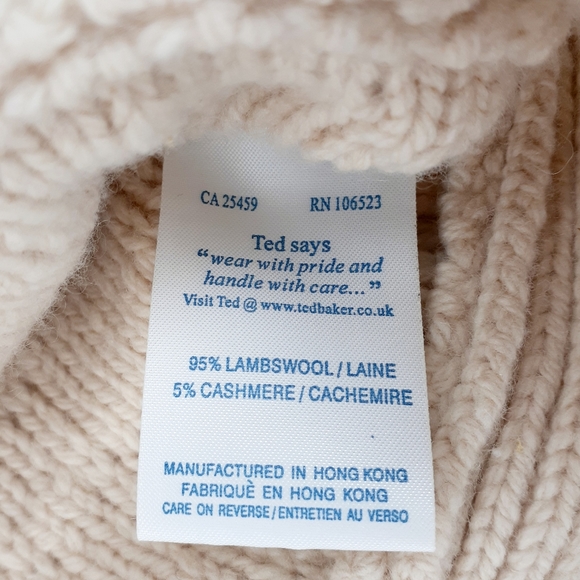 CA 25459 RN 106523
Ted says
“wear with pride and
handle with care...”
Visit Ted @ www.tedbaker.co.uk
95% LAMBSWOOL / LAINE
5% CASHMERE / CACHEMIRE
MANUFACTURED IN HONG KONG
FABRIQUÈ EN HONG KONG
CARE ON REVERSE / ENTRETIEN AU VERSO